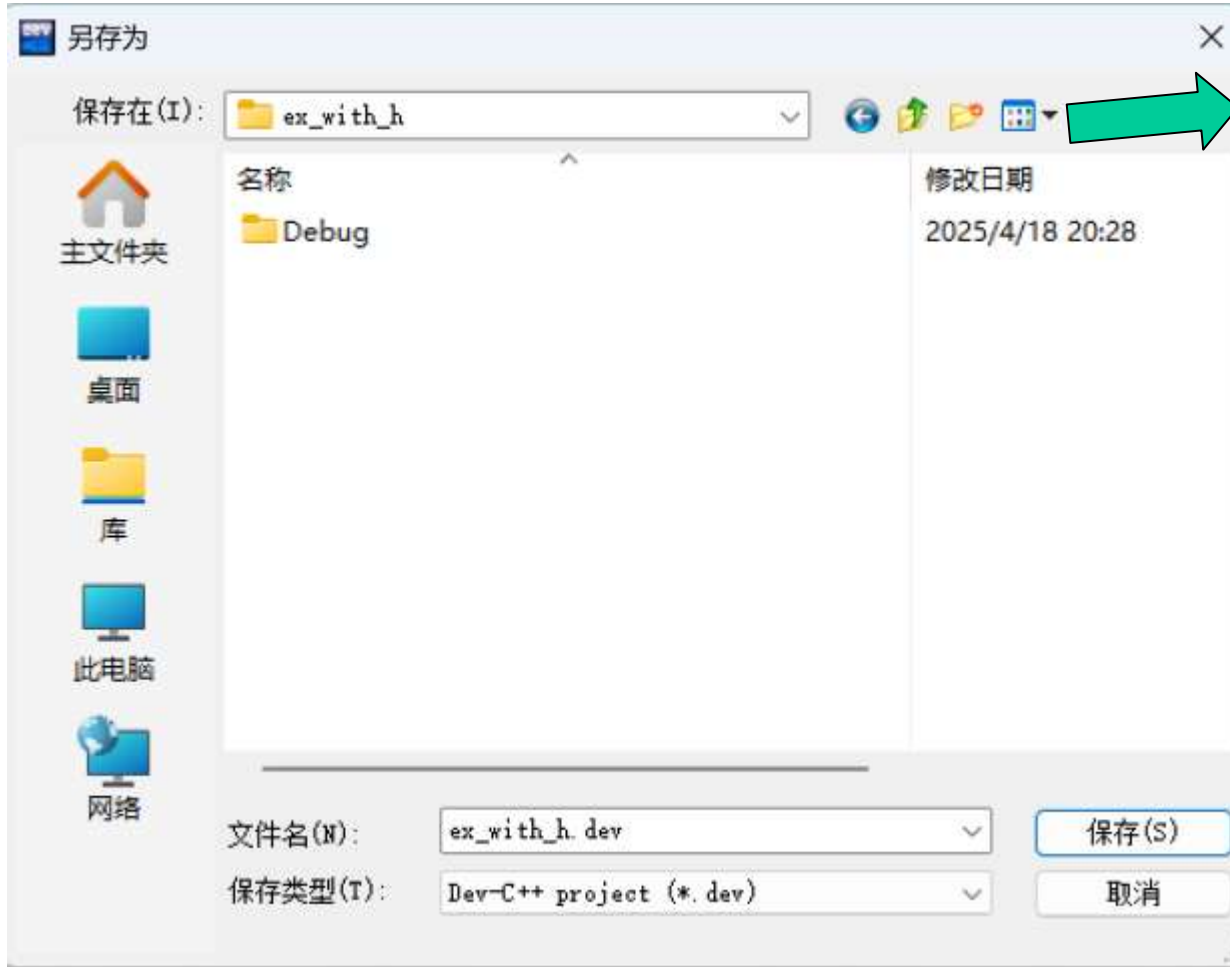 另存为
保存在(I):
ex_with_h
名称
修改日期
Debug
2025/4/18 20:28
主文件夹
桌面
库
此电脑
网络
文件名(N):
ex_with_h.dev
保存(S)
保存类型(T):
Dev-C++ project (*.dev)
取消